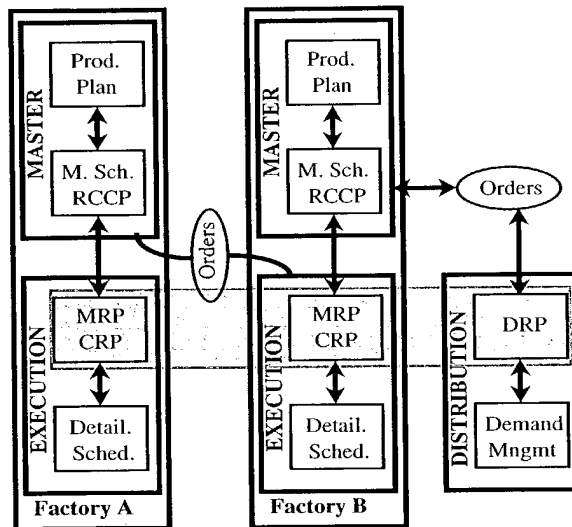 MASTER
Prod.
Plan
M. Sch.
RCCP
EXECUTION
MRP
CRP
Detail.
Sched.
Factory A
Orders
MASTER
Prod.
Plan
M. Sch.
RCCP
EXECUTION
MRP
CRP
Detail.
Sched.
Factory B
Orders
DISTRIBUTION
DRP
Demand
Mngmt